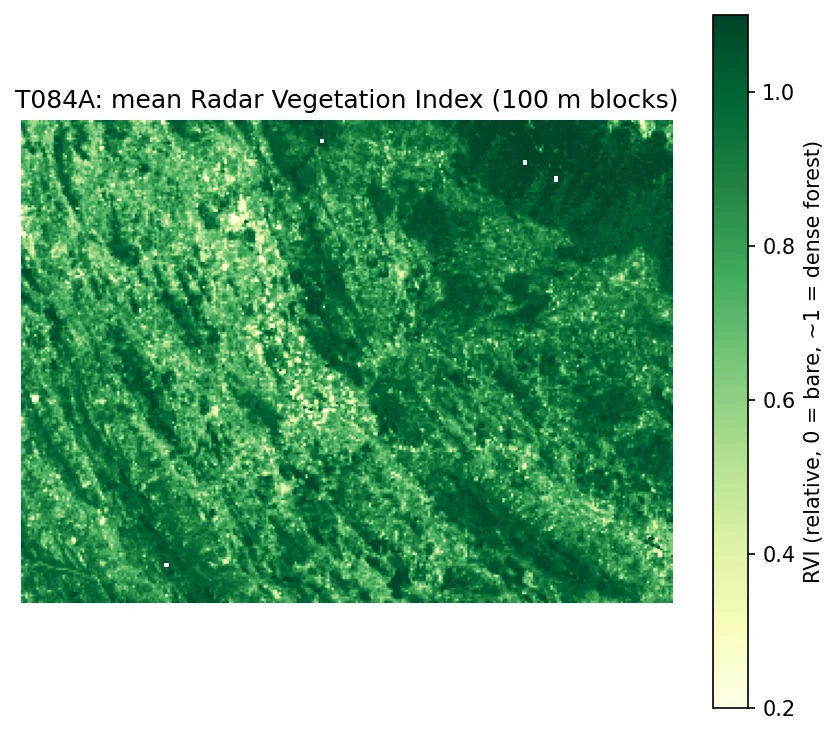 T084A: mean Radar Vegetation Index (100 m blocks)
1.0
0.8
0.6
0.4
0.2
RVI (relative, 0 = bare, ~1 = dense forest)